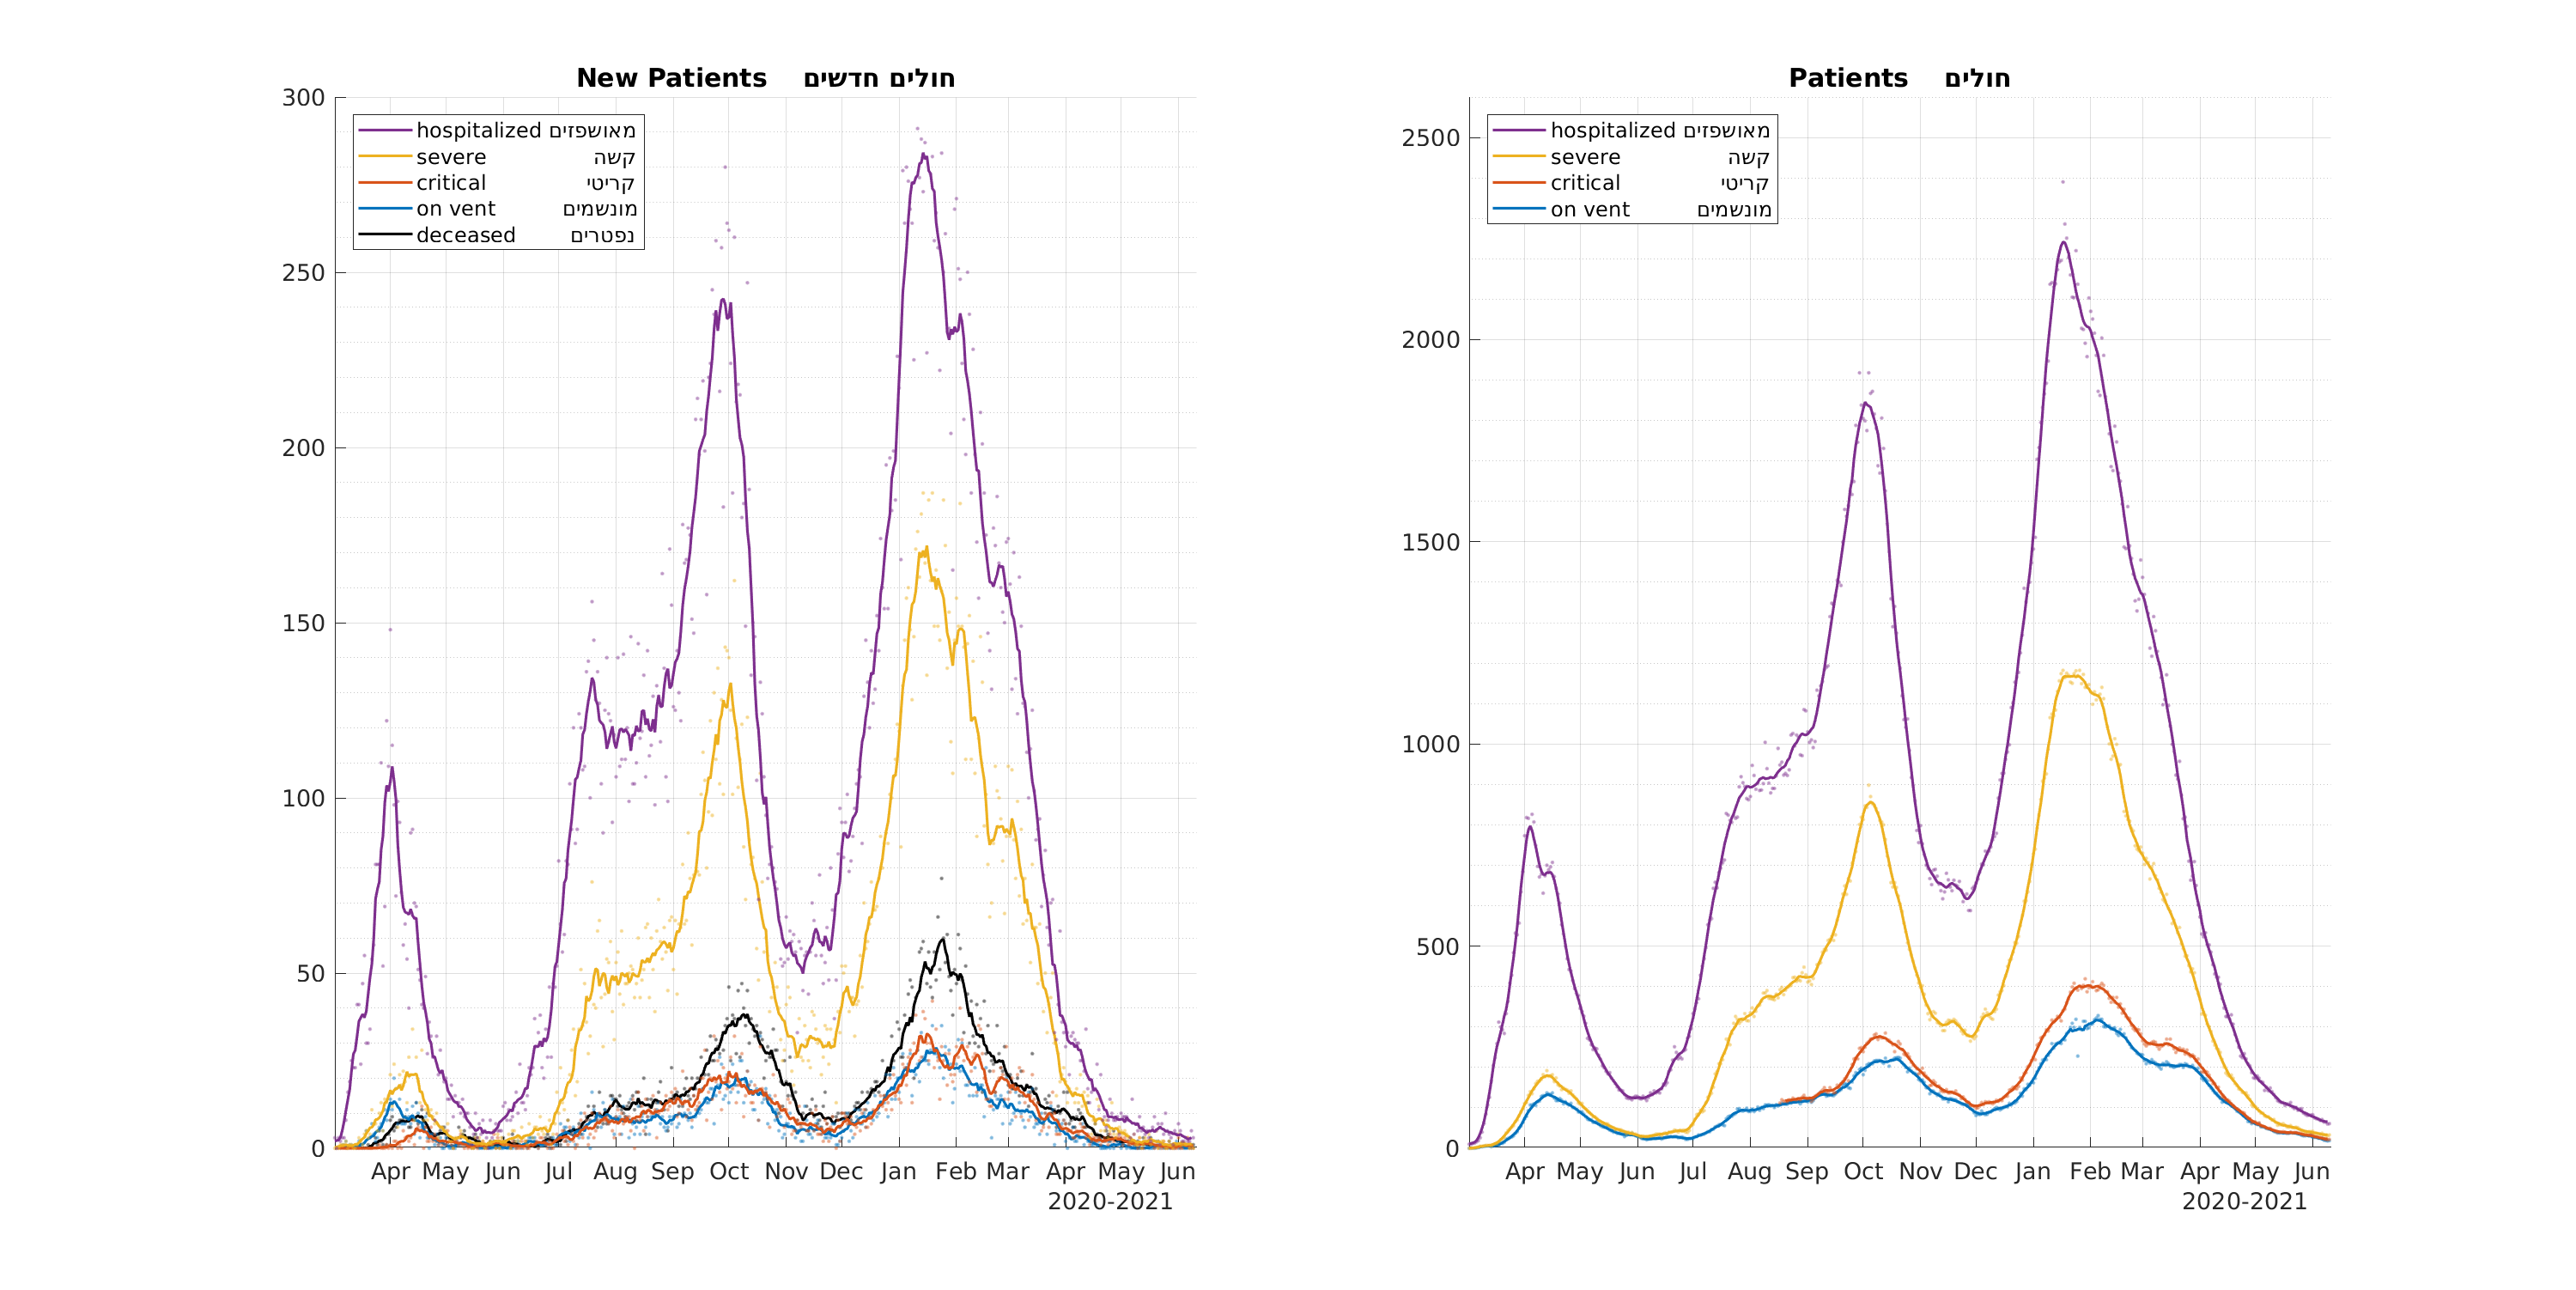 New Patients חולים חדשים
300
250
200
150
100
50
0
hospitalized מאושפזים
severe קשה
critical קריטי
on vent מונשמים
deceased נפטרים
Apr May Jun Jul Aug Sep Oct Nov Dec Jan Feb Mar Apr May Jun
2020-2021
Patients חולים
2500
2000
1500
1000
500
0
hospitalized מאושפזים
severe קשה
critical קריטי
on vent מונשמים
Apr May Jun Jul Aug Sep Oct Nov Dec Jan Feb Mar Apr May Jun
2020-2021